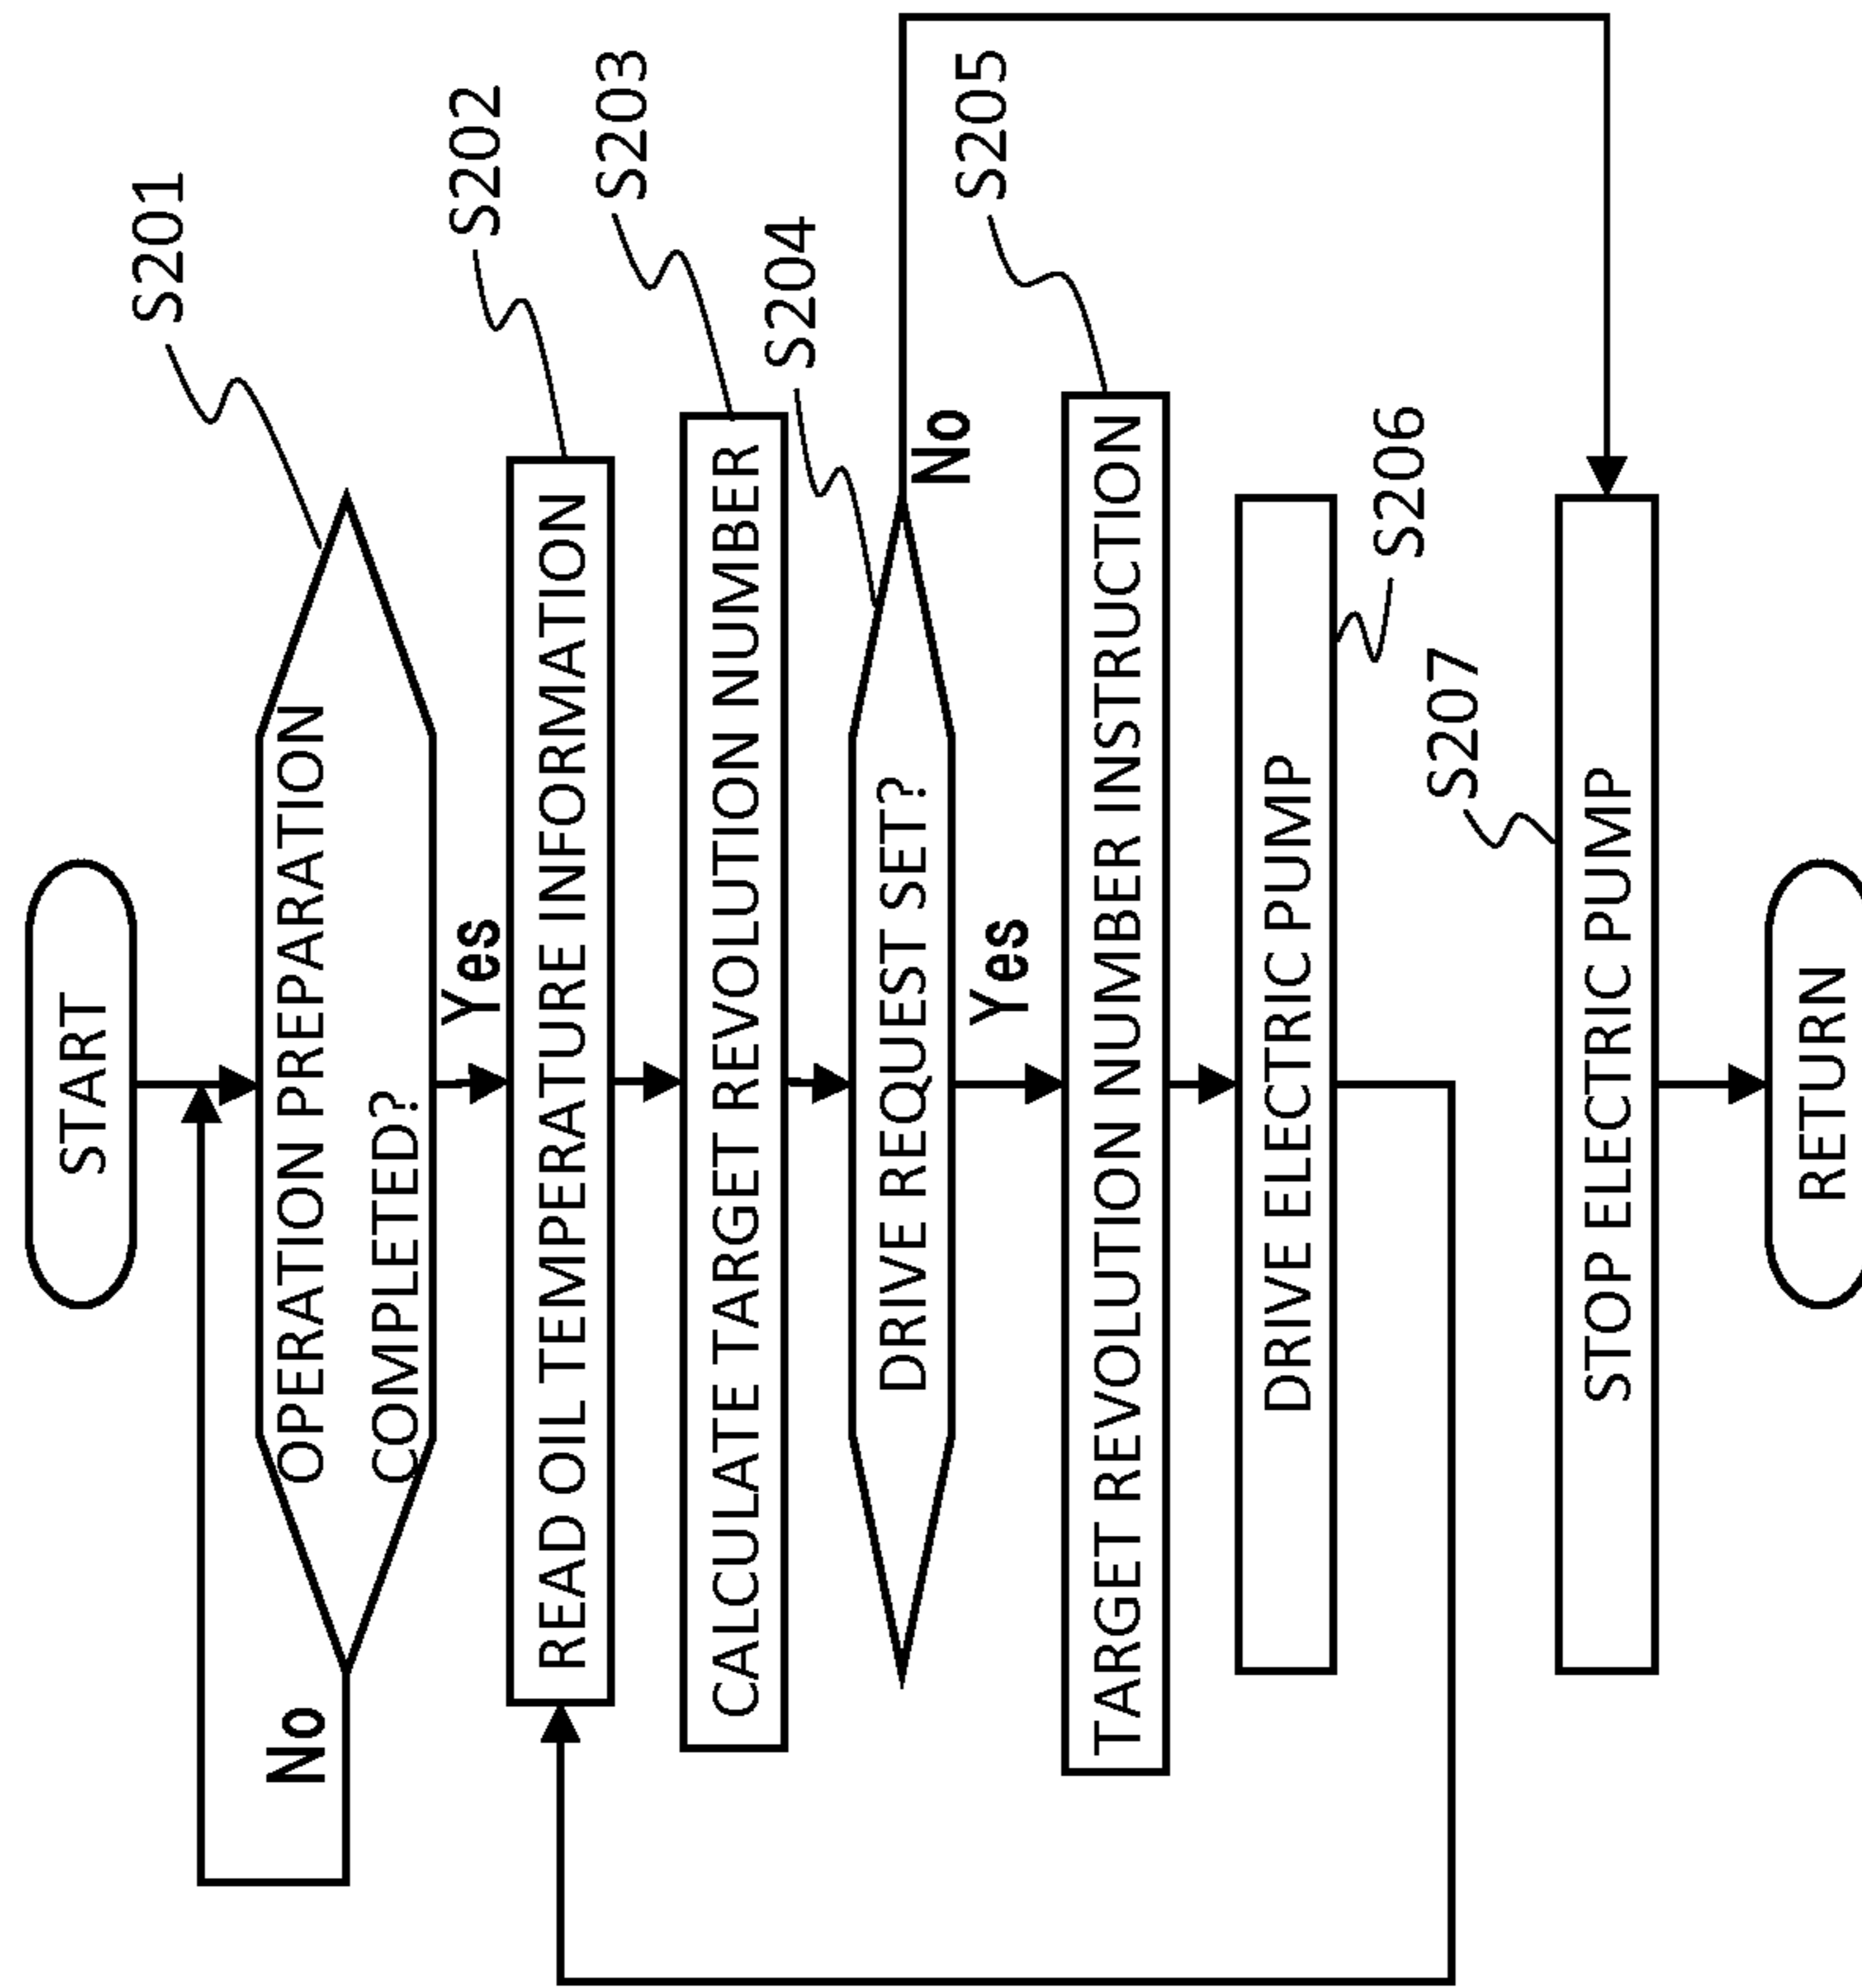 START
S201
OPERATION PREPARATION
COMPLETED?
No
Yes
S202
READ OIL TEMPERATURE INFORMATION
S203
CALCULATE TARGET REVOLUTION NUMBER
S204
DRIVE REQUEST SET?
No
Yes
S205
TARGET REVOLUTION NUMBER INSTRUCTION
S206
DRIVE ELECTRIC PUMP
S207
STOP ELECTRIC PUMP
RETURN